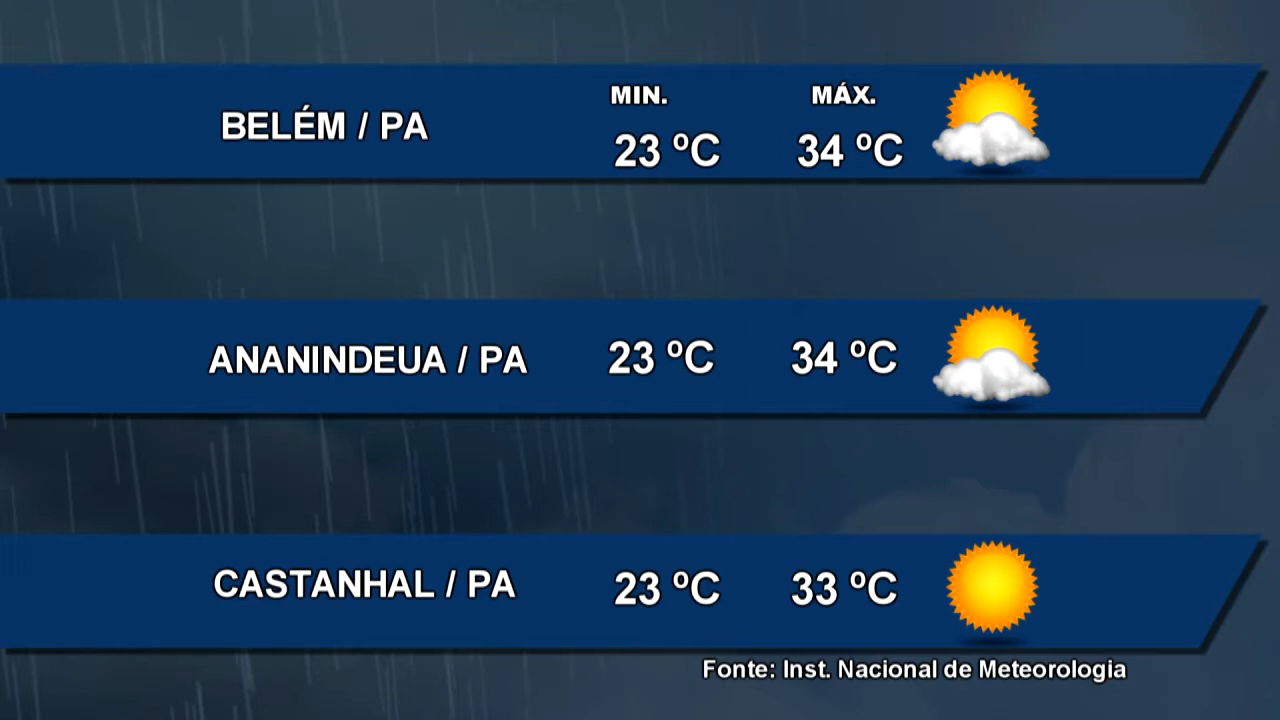 MIN. MÁX.
BELÉM / PA 23 ºC 34 ºC
ANANINDEUA / PA 23 ºC 34 ºC
CASTANHAL / PA 23 ºC 33 ºC
Fonte: Inst. Nacional de Meteorologia